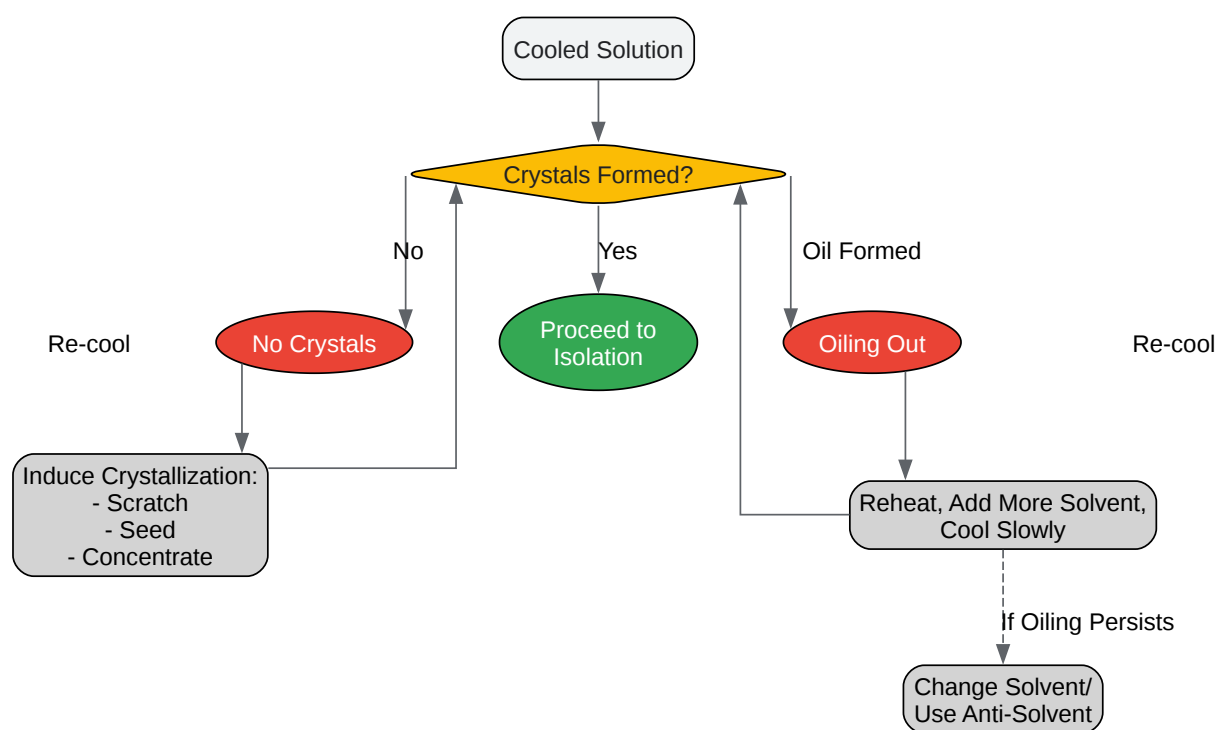 Cooled Solution
Crystals Formed?
No
Yes
Oil Formed
Re-cool
No Crystals
Proceed to
Isolation
Oiling Out
Re-cool
Induce Crystallization:
- Scratch
- Seed
- Concentrate
Reheat, Add More Solvent,
Cool Slowly
If Oiling Persists
Change Solvent/
Use Anti-Solvent